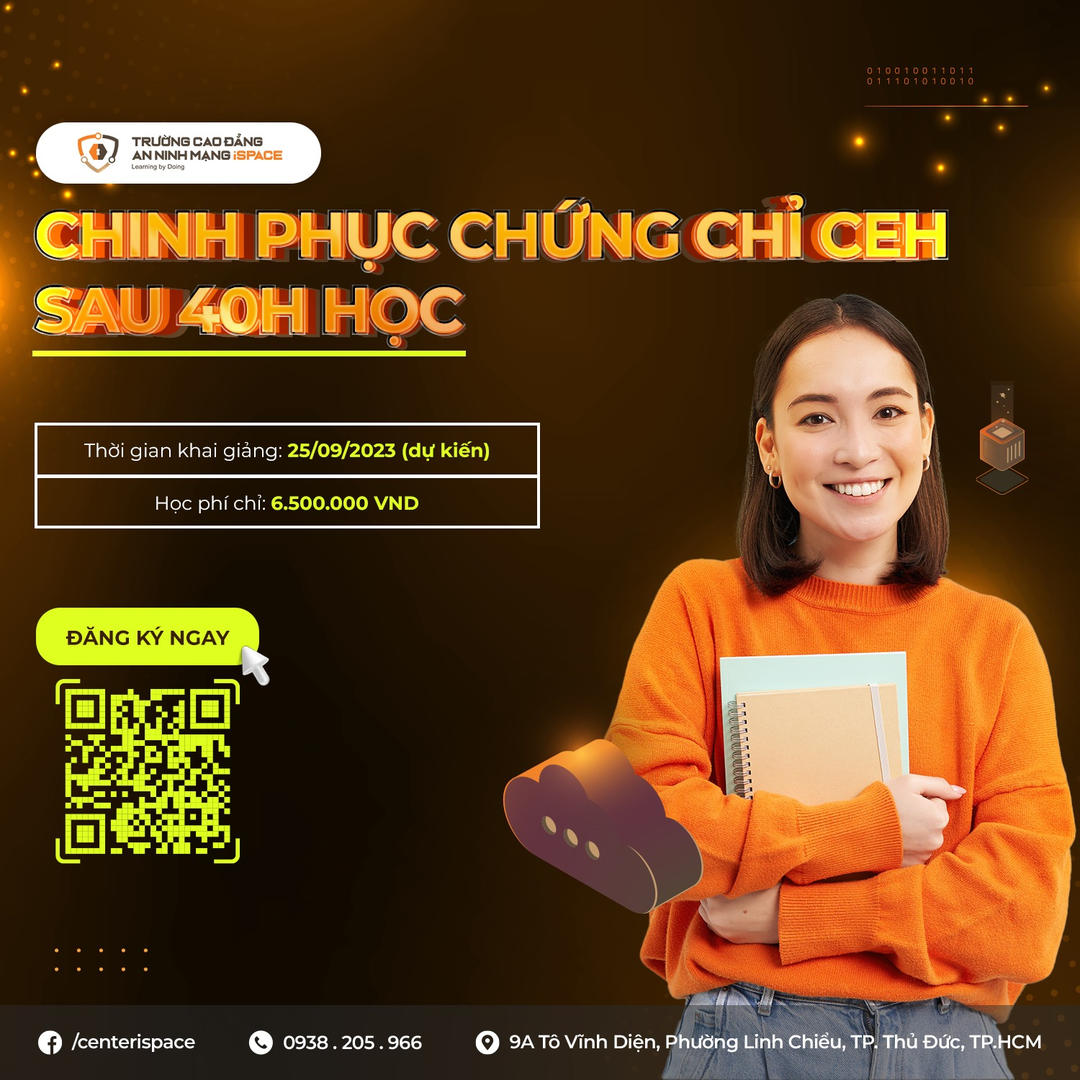 010010011011
011101010010
TRƯỜNG CAO ĐẲNG
AN NINH MẠNG iSPACE
Learning by Doing
CHINH PHỤC CHỨNG CHỈ CEH
SAU 40H HỌC
Thời gian khai giảng: 25/09/2023 (dự kiến)
Học phí chỉ: 6.500.000 VND
ĐĂNG KÝ NGAY
/centerispace
0938 . 205 . 966
9A Tô Vĩnh Diện, Phường Linh Chiểu, TP. Thủ Đức, TP.HCM